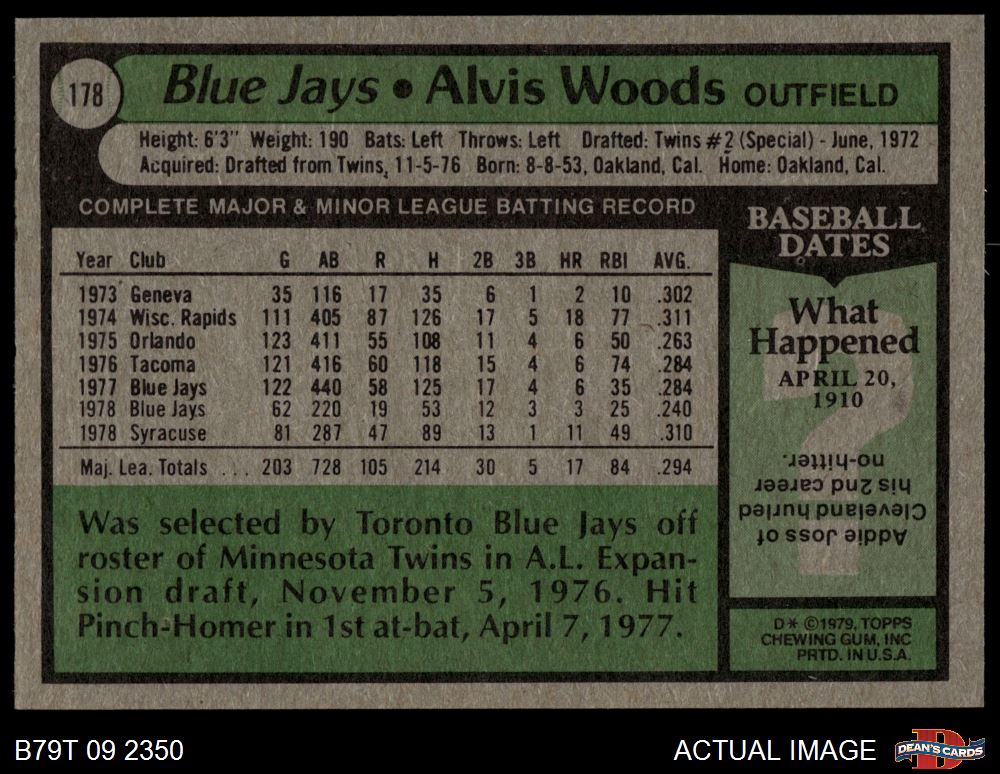 178
Blue Jays • Alvis Woods OUTFIELD
Height: 6'3" Weight: 190 Bats: Left Throws: Left Drafted: Twins #2 (Special) - June, 1972
Acquired: Drafted from Twins, 11-5-76 Born: 8-8-53, Oakland, Cal. Home: Oakland, Cal.
COMPLETE MAJOR & MINOR LEAGUE BATTING RECORD
Year Club G AB R H 2B 3B HR RBI AVG.
1973 Geneva 35 116 17 35 6 1 2 10 .302
1974 Wisc. Rapids 111 405 87 126 17 5 18 77 .311
1975 Orlando 123 411 55 108 11 4 6 50 .263
1976 Tacoma 121 416 60 118 15 4 6 74 .284
1977 Blue Jays 122 440 58 125 17 4 6 35 .284
1978 Blue Jays 62 220 19 53 12 3 3 25 .240
1978 Syracuse 81 287 47 89 13 1 11 49 .310
Maj. Lea. Totals ... 203 728 105 214 30 5 17 84 .294
Was selected by Toronto Blue Jays off
roster of Minnesota Twins in A.L. Expan-
sion draft, November 5, 1976. Hit
Pinch-Homer in 1st at-bat, April 7, 1977.
BASEBALL
DATES
What
Happened
APRIL 20,
1910
?
Addie Joss of
Cleveland hurled
his 2nd career
no-hitter.
D* ©1979, TOPPS
CHEWING GUM, INC
PRTD. IN U.S.A.
B79T 09 2350
ACTUAL IMAGE
D
DEAN'S CARDS